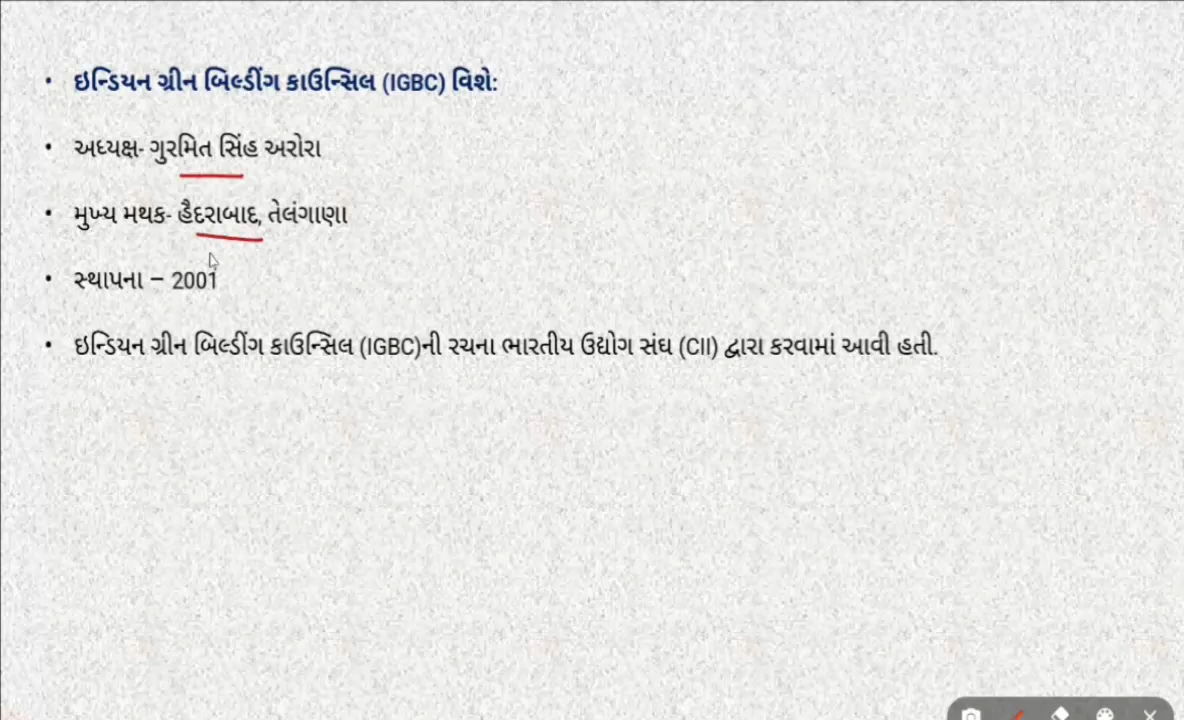 • ઇન્ડિયન ગ્રીન બિલ્ડીંગ કાઉન્સિલ (IGBC) વિશે:
• અધ્યક્ષ- ગુરમિત સિંહ અરોરા
• મુખ્ય મથક- હૈદરાબાદ, તેલંગાણા
• સ્થાપના – 2001
• ઇન્ડિયન ગ્રીન બિલ્ડીંગ કાઉન્સિલ (IGBC)ની રચના ભારતીય ઉદ્યોગ સંઘ (CII) દ્વારા કરવામાં આવી હતી.